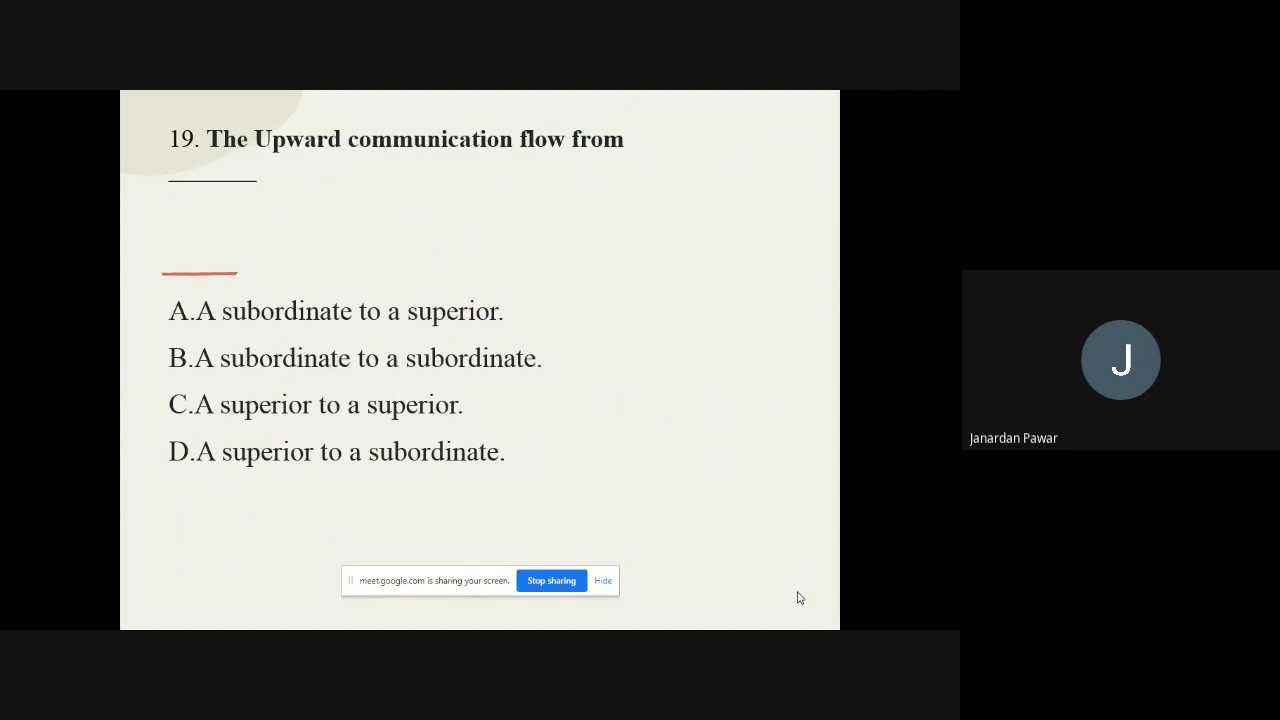 19. The Upward communication flow from
________
A.A subordinate to a superior.
B.A subordinate to a subordinate.
C.A superior to a superior.
D.A superior to a subordinate.
meet.google.com is sharing your screen. Stop sharing Hide
J
Janardan Pawar